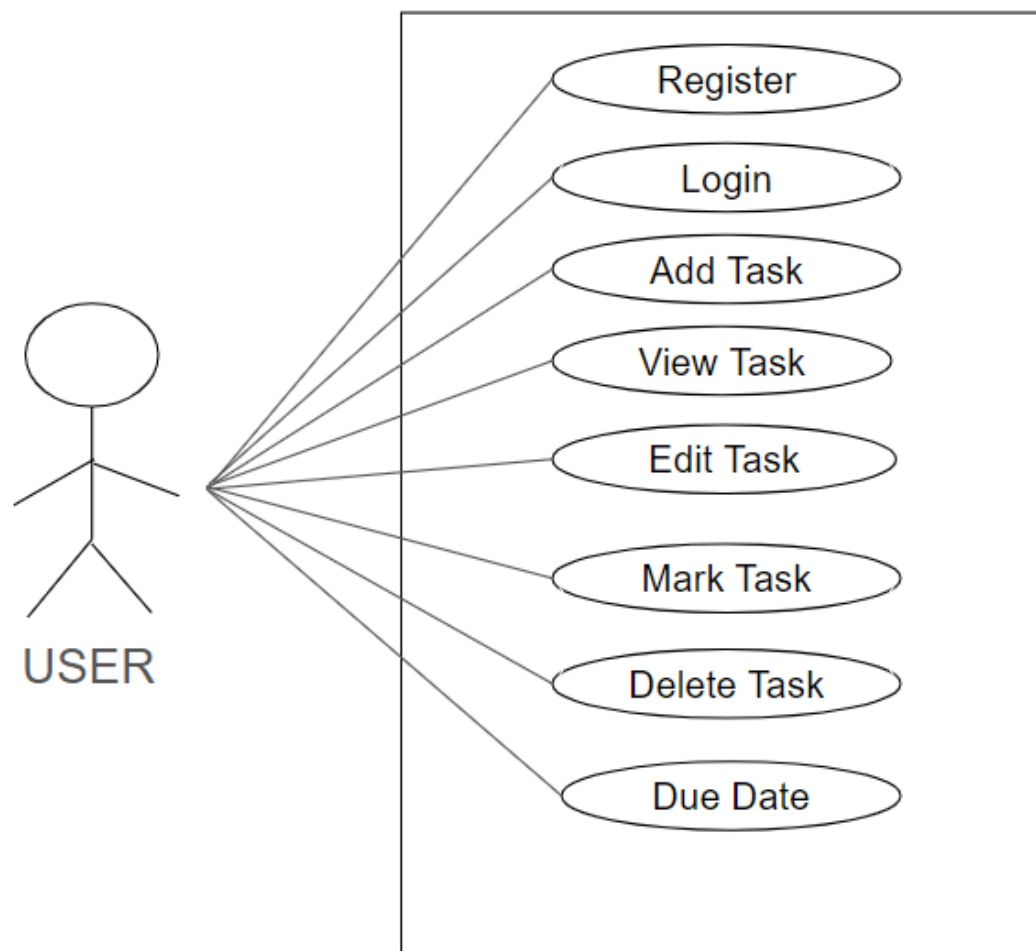 Register
Login
Add Task
View Task
Edit Task
Mark Task
Delete Task
Due Date
USER